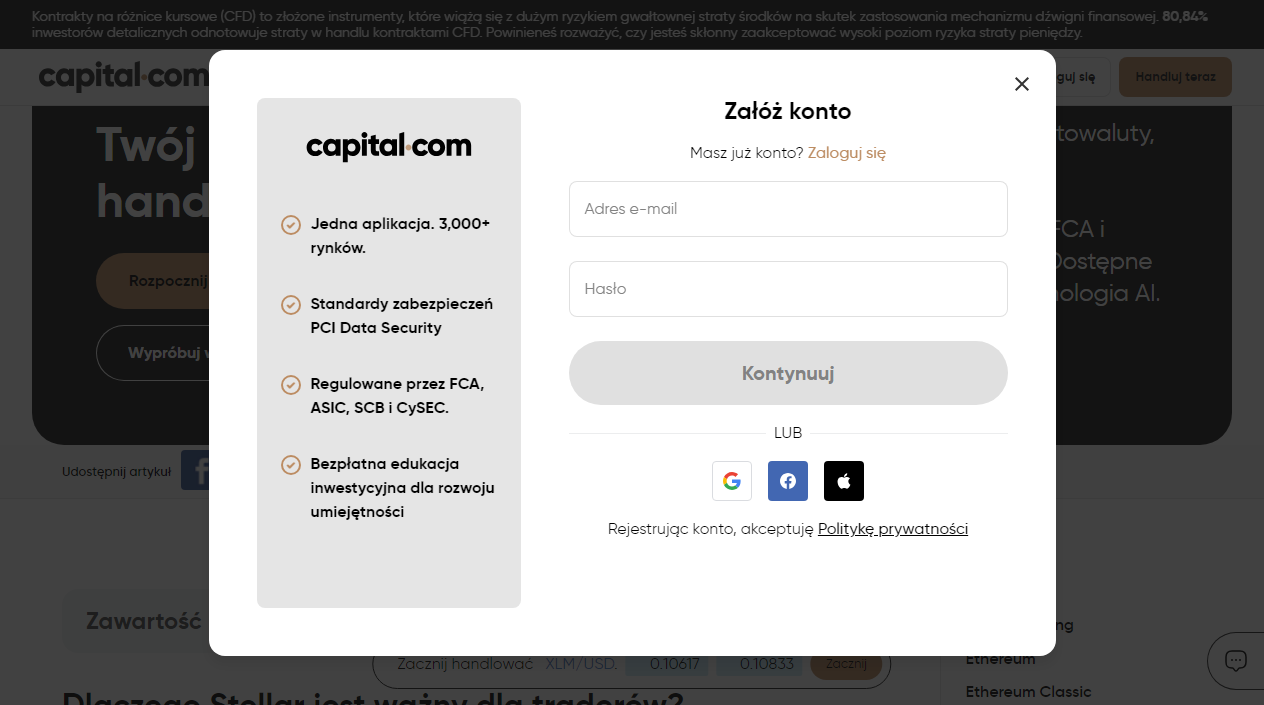 Kontrakty na różnice kursowe (CFD) to złożone instrumenty, które wiążą się z dużym ryzykiem gwałtownej straty środków na skutek zastosowania mechanizmu dźwigni finansowej. 80,84%
inwestorów detalicznych odnotowuje straty w handlu kontraktami CFD. Powinieneś rozważyć, czy jesteś skłonny zaakceptować wysoki poziom ryzyka straty pieniędzy.
capital.com
guj się
Handluj teraz
Twój
hand
Rozpocznij
Wypróbuj w
towaluty,
FCA i
Dostępne
nologia AI.
Udostępnij artykuł
capital.com
Jedna aplikacja. 3,000+
rynków.
Standardy zabezpieczeń
PCI Data Security
Regulowane przez FCA,
ASIC, SCB i CySEC.
Bezpłatna edukacja
inwestycyjna dla rozwoju
umiejętności
Załóż konto
Masz już konto? Zaloguj się
Adres e-mail
Hasło
Kontynuuj
LUB
Rejestrując konto, akceptuję Politykę prywatności
Zawartość
ng
Ethereum
Ethereum Classic
Zacznij handlować XLM/USD. 0.10617 0.10833 Zacznij
Dlaczego Stellar jest ważny dla traderów?